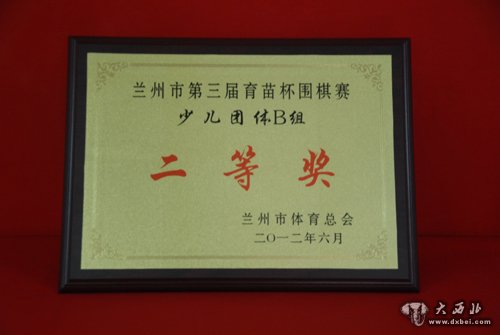 兰州市第三届育苗杯围棋赛
少儿团体B组
二等奖
兰州市体育总会
二〇一二年六月
大西北
www.dxbei.com